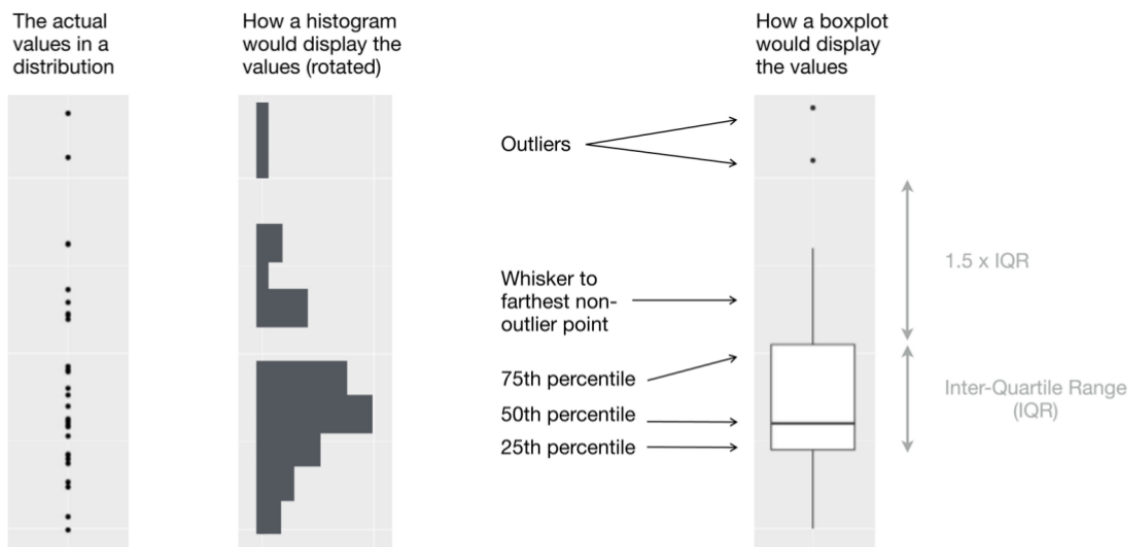 The actual
values in a
distribution
How a histogram
would display the
values (rotated)
How a boxplot
would display
the values
Outliers
1.5 x IQR
Whisker to
farthest non-
outlier point
75th percentile
50th percentile
25th percentile
Inter-Quartile Range
(IQR)